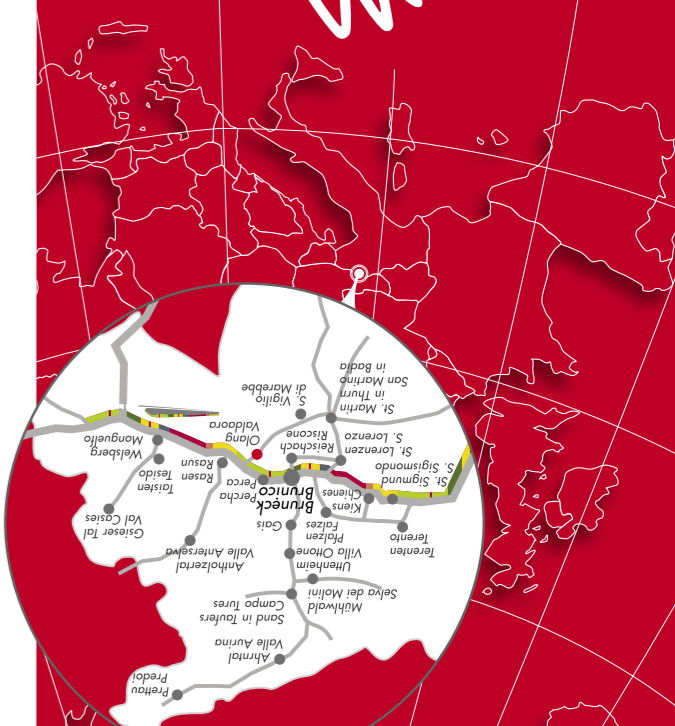 Prettau
Predoi
Ahrntal
Valle Aurina
Sand in Taufers
Campo Tures
Mühlwald
Selva dei Molini
Uttenheim
Villa Ottone
Antholzertal
Valle Anterselva
Terenten
Terento
Pfalzen
Falzen
Gais
Gsieser Tal
Val Casies
Kiens
Chienes
Bruneck
Brunico
Percha
Perca
St. Sigmund
S. Sigismondo
Taisten
Tesido
Rasen
Rasun
St. Lorenzen
S. Lorenzo
Reischach
Riscone
Welsberg
Monguelfo
Olang
Valdaora
St. Martin
in Thurn
San Martino
in Badia
S. Vigilio
di Marebbe